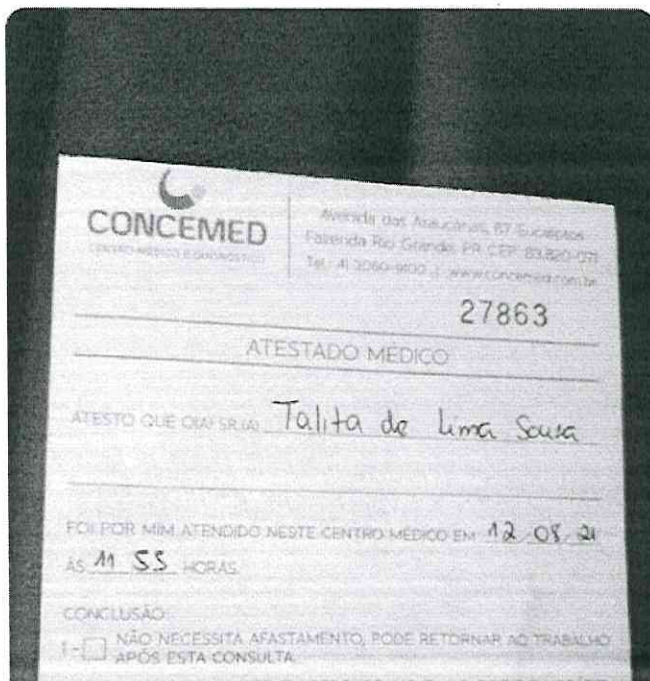 CONCEMED
CENTRO MÉDICO E DIAGNÓSTICO
Avenida das Araucárias, 87 Eucaliptos
Fazenda Rio Grande, PR CEP: 83.820-071
Tel.: 41 3060-9100 | www.concemed.com.br
27863
ATESTADO MÉDICO
ATESTO QUE O(A) SR.(A) Talita de Lima Sousa
FOI POR MIM ATENDIDO NESTE CENTRO MÉDICO EM 12 08 21
ÀS 11 55 HORAS
CONCLUSÃO:
1 - NÃO NECESSITA AFASTAMENTO, PODE RETORNAR AO TRABALHO
APÓS ESTA CONSULTA